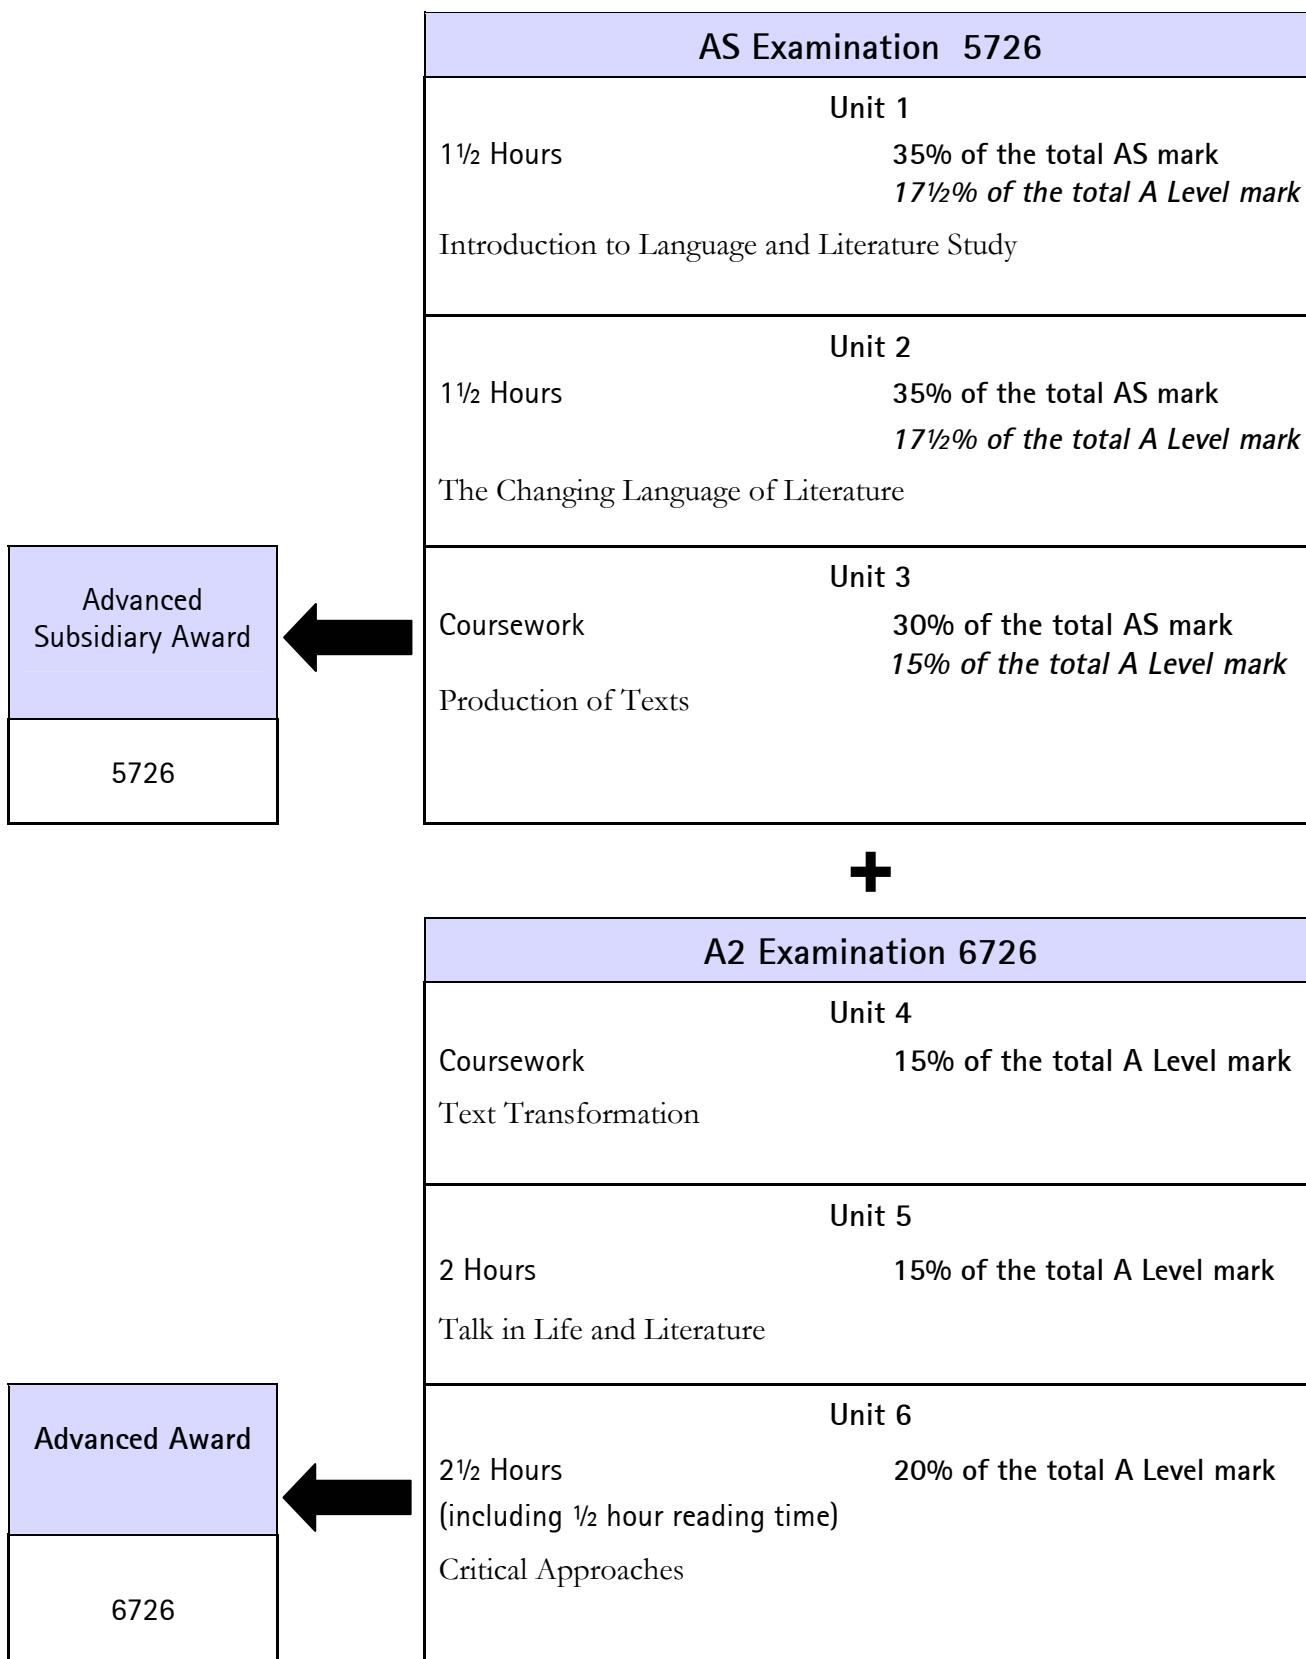 AS Examination 5726
Unit 1
1½ Hours 35% of the total AS mark
17½% of the total A Level mark
Introduction to Language and Literature Study
Unit 2
1½ Hours 35% of the total AS mark
17½% of the total A Level mark
The Changing Language of Literature
Advanced
Subsidiary Award
5726
Unit 3
Coursework 30% of the total AS mark
15% of the total A Level mark
Production of Texts
+
A2 Examination 6726
Unit 4
Coursework 15% of the total A Level mark
Text Transformation
Unit 5
2 Hours 15% of the total A Level mark
Talk in Life and Literature
Advanced Award
6726
Unit 6
2½ Hours 20% of the total A Level mark
(including ½ hour reading time)
Critical Approaches